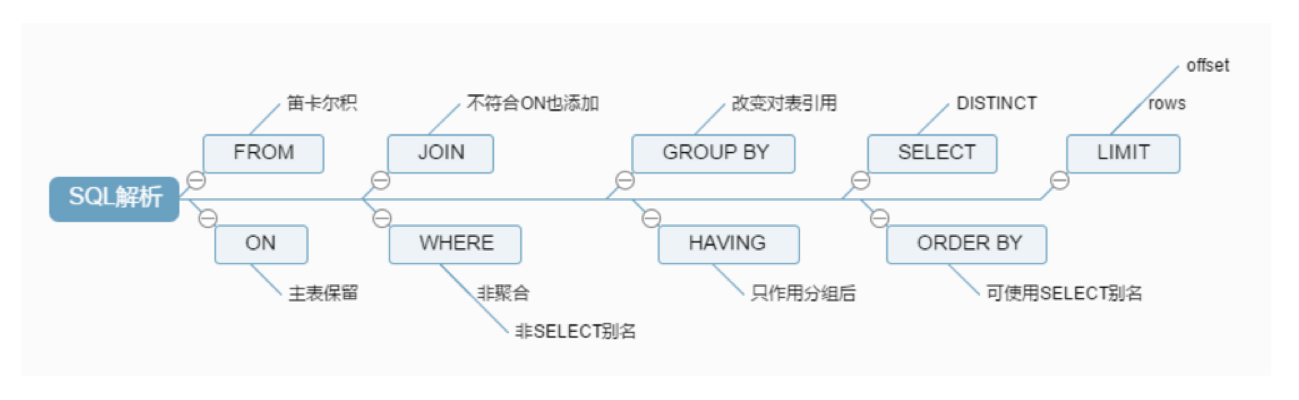 offset
笛卡尔积
不符合ON也添加
改变对表引用
DISTINCT
rows
FROM
JOIN
GROUP BY
SELECT
LIMIT
SQL解析
ON
WHERE
HAVING
ORDER BY
主表保留
非聚合
只作用分组后
可使用SELECT别名
非SELECT别名